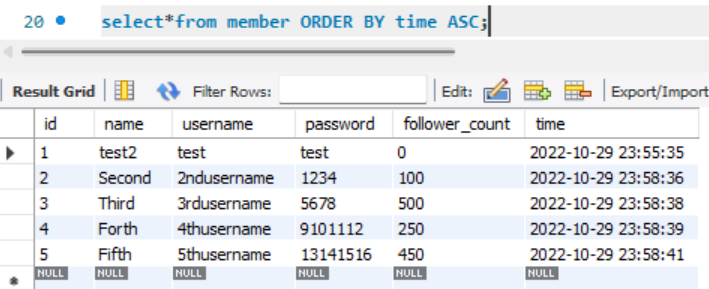 20 select*from member ORDER BY time ASC;
Result Grid Filter Rows: Edit: Export/Import
id name username password follower_count time
1 test2 test test 0 2022-10-29 23:55:35
2 Second 2ndusername 1234 100 2022-10-29 23:58:36
3 Third 3rdusername 5678 500 2022-10-29 23:58:38
4 Forth 4thusername 9101112 250 2022-10-29 23:58:39
5 Fifth 5thusername 13141516 450 2022-10-29 23:58:41
NULL NULL NULL NULL NULL NULL